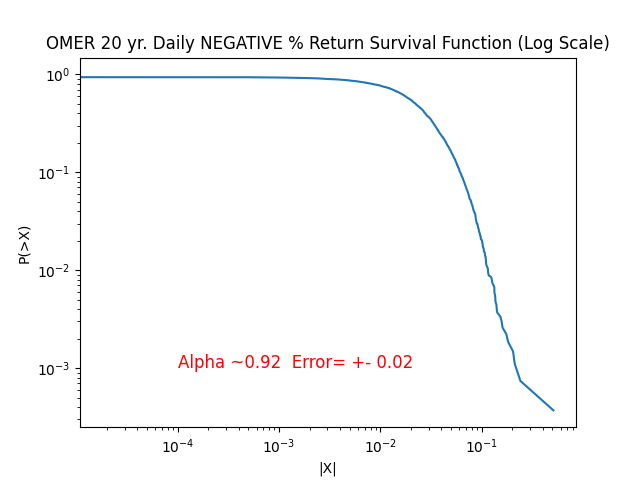 OMER 20 yr. Daily NEGATIVE % Return Survival Function (Log Scale)
P(>X)
10^0
10^-1
10^-2
10^-3
Alpha ~0.92  Error= +- 0.02
10^-4 10^-3 10^-2 10^-1
|X|